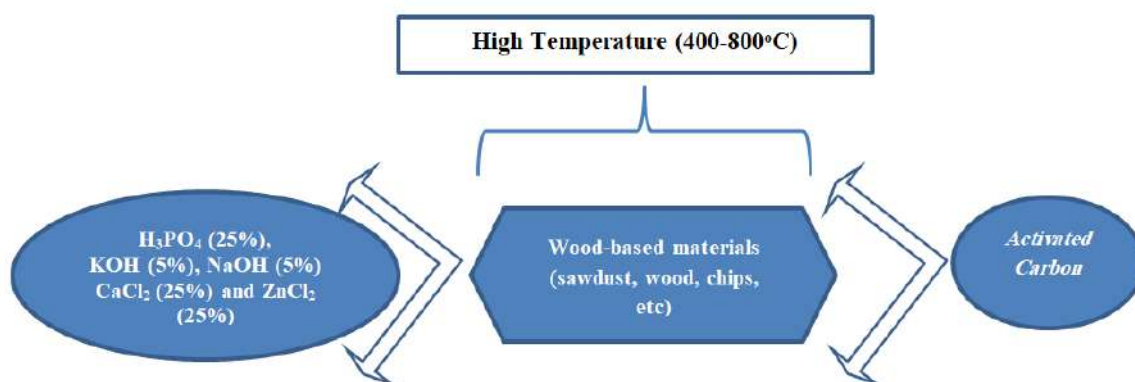 High Temperature (400-800°C)
H₃PO₄ (25%),
KOH (5%), NaOH (5%)
CaCl₂ (25%) and ZnCl₂
(25%)
Wood-based materials
(sawdust, wood, chips,
etc)
Activated
Carbon